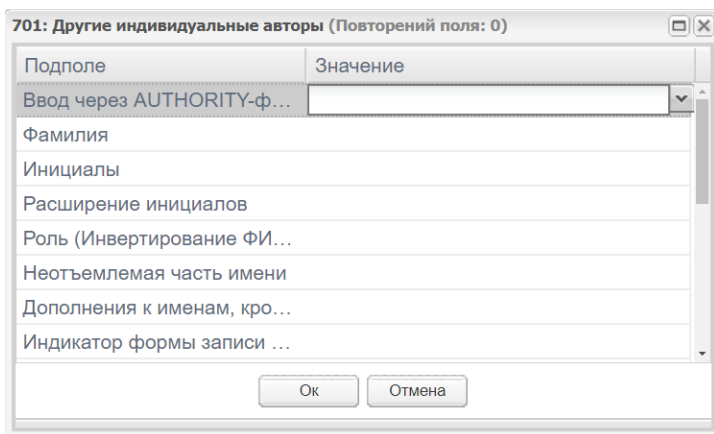 701: Другие индивидуальные авторы (Повторений поля: 0)
Подполе Значение
Ввод через AUTHORITY-ф...
Фамилия
Инициалы
Расширение инициалов
Роль (Инвертирование ФИ...
Неотъемлемая часть имени
Дополнения к именам, кро...
Индикатор формы записи ...
Ок Отмена